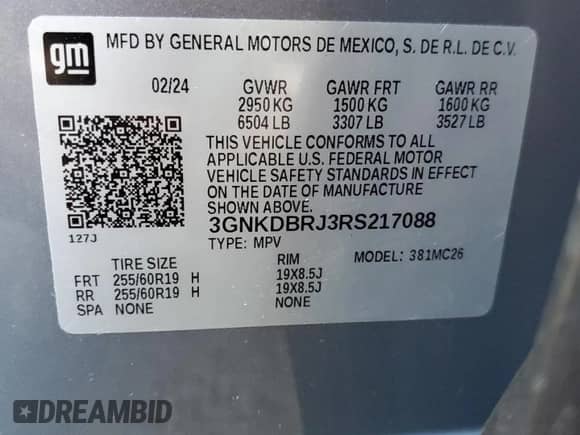 gm
MFD BY GENERAL MOTORS DE MEXICO, S. DE R.L. DE C.V.
02/24 GVWR GAWR FRT GAWR RR
2950 KG 1500 KG 1600 KG
6504 LB 3307 LB 3527 LB
THIS VEHICLE CONFORMS TO ALL
APPLICABLE U.S. FEDERAL MOTOR
VEHICLE SAFETY STANDARDS IN EFFECT
ON THE DATE OF MANUFACTURE
SHOWN ABOVE.
3GNKDBRJ3RS217088
127J
TYPE: MPV MODEL: 381MC26
TIRE SIZE RIM
FRT 255/60R19 H 19X8.5J
RR 255/60R19 H 19X8.5J
SPA NONE NONE
DREAMBID